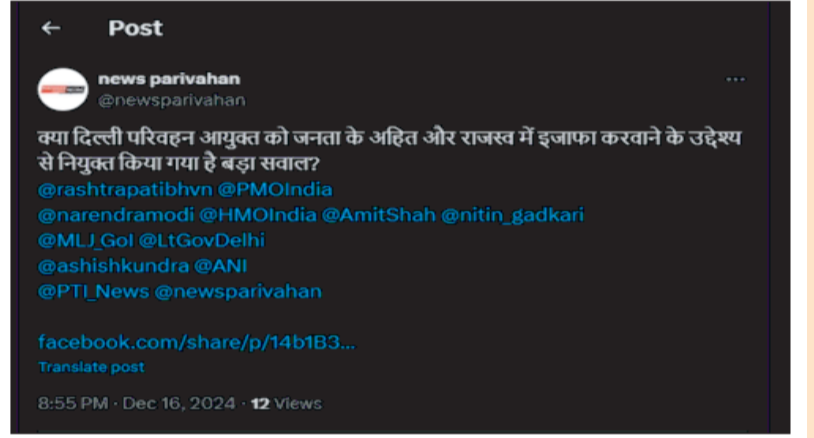 ← Post
news parivahan
@newsparivahan
क्या दिल्ली परिवहन आयुक्त को जनता के अहित और राजस्व में इजाफा करवाने के उद्देश्य
से नियुक्त किया गया है बड़ा सवाल?
@rashtrapatibhvn @PMOIndia
@narendramodi @HMOIndia @AmitShah @nitin_gadkari
@MLJ_GoI @LtGovDelhi
@ashishkundra @ANI
@PTI_News @newsparivahan
facebook.com/share/p/14b1B3...
Translate post
8:55 PM · Dec 16, 2024 · 12 Views